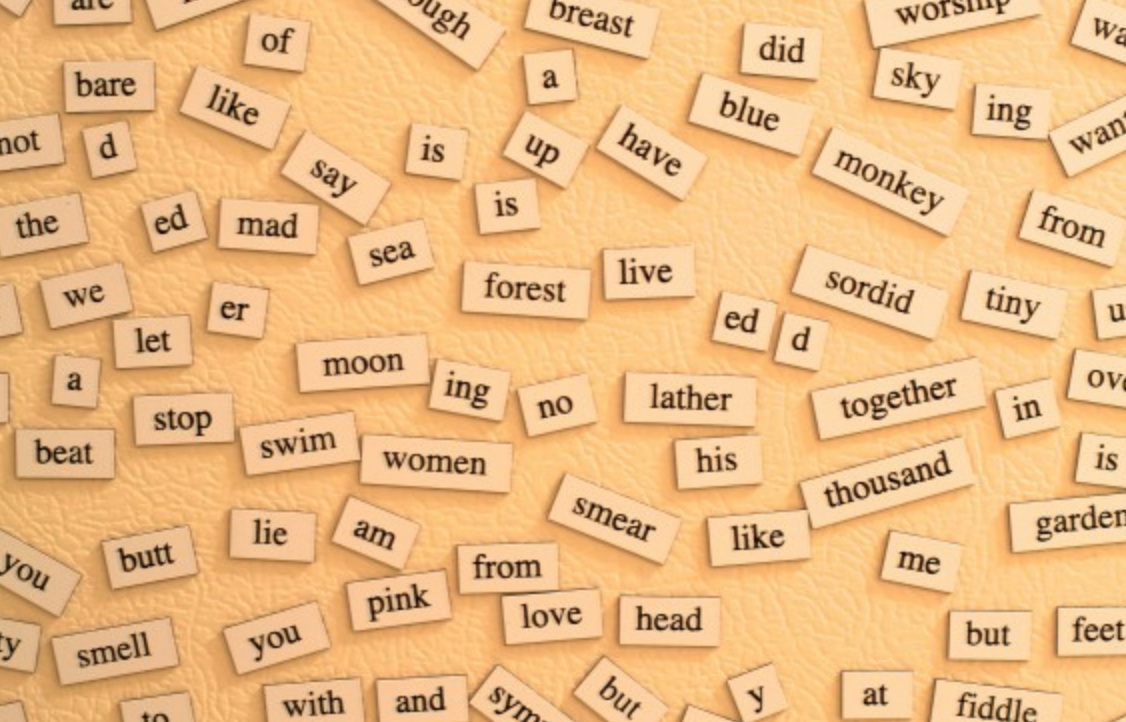 are
ough
breast
worship
of
did
a
sky
bare
like
blue
ing
want
not
d
is
up
have
monkey
say
is
the
ed
mad
sea
from
forest
live
we
er
sordid
tiny
ed
d
let
moon
a
ing
no
lather
together
in
stop
swim
women
beat
his
is
thousand
smear
garden
lie
am
like
you
butt
from
me
pink
love
head
you
smell
but
feet
ty
with
and
but
y
at
fiddle
to